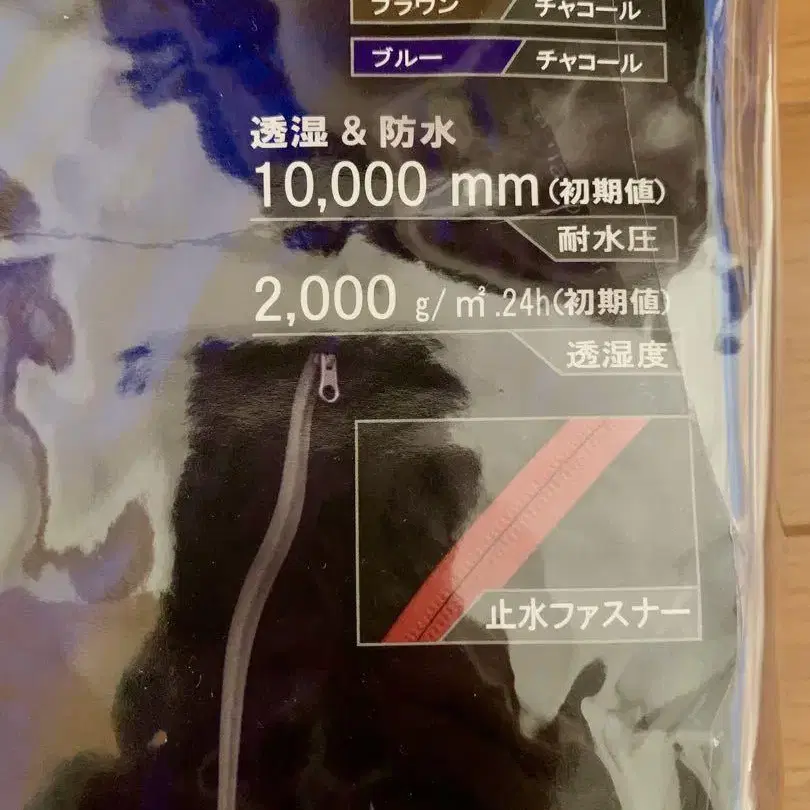 ブラウン チャコール
ブルー チャコール
透湿 & 防水
10,000 mm(初期値)
耐水圧
2,000 g/㎡.24h(初期値)
透湿度
止水ファスナー